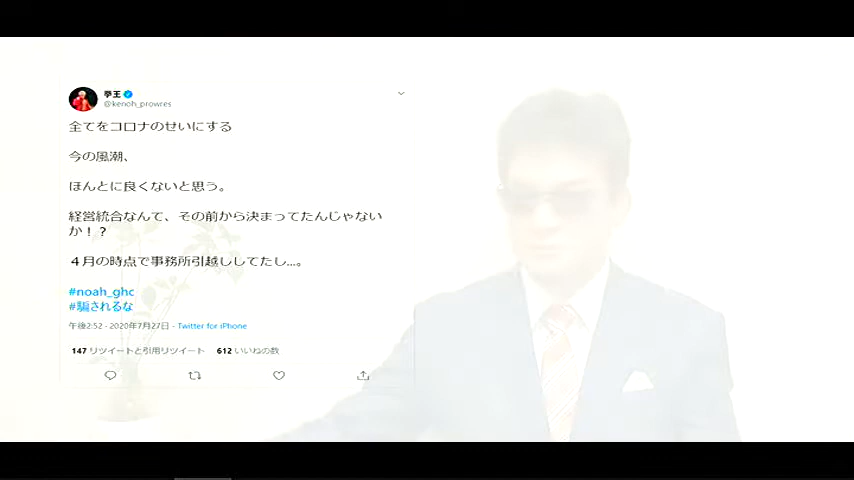 拳王
@kenoh_prowres
全てをコロナのせいにする
今の風潮、
ほんとに良くないと思う。
経営統合なんて、その前から決まってたんじゃない
か！？
４月の時点で事務所引越ししてたし...。
#noah_ghc
#騙されるな
午後2:52 · 2020年7月27日 · Twitter for iPhone
147 リツイートと引用リツイート 612 いいねの数